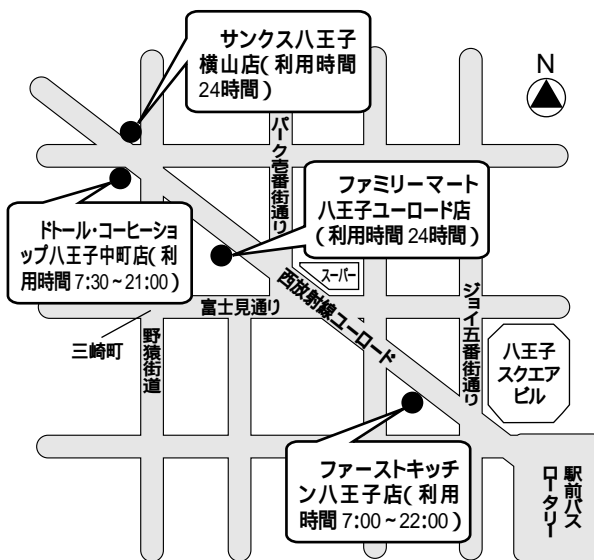 サンクス八王子
横山店(利用時間
24時間)
N
パーク壱番街通り
ファミリーマート
八王子ユーロード店
(利用時間 24時間)
ドトール・コーヒーショ
ップ八王子中町店(利
用時間 7:30~21:00)
スーパー
西放射線ユーロード
富士見通り
三崎町
野猿街道
ジョイ五番街通り
八王子
スクエア
ビル
ファーストキッチ
ン八王子店(利用
時間 7:00~22:00)
駅前バス
ロータリー